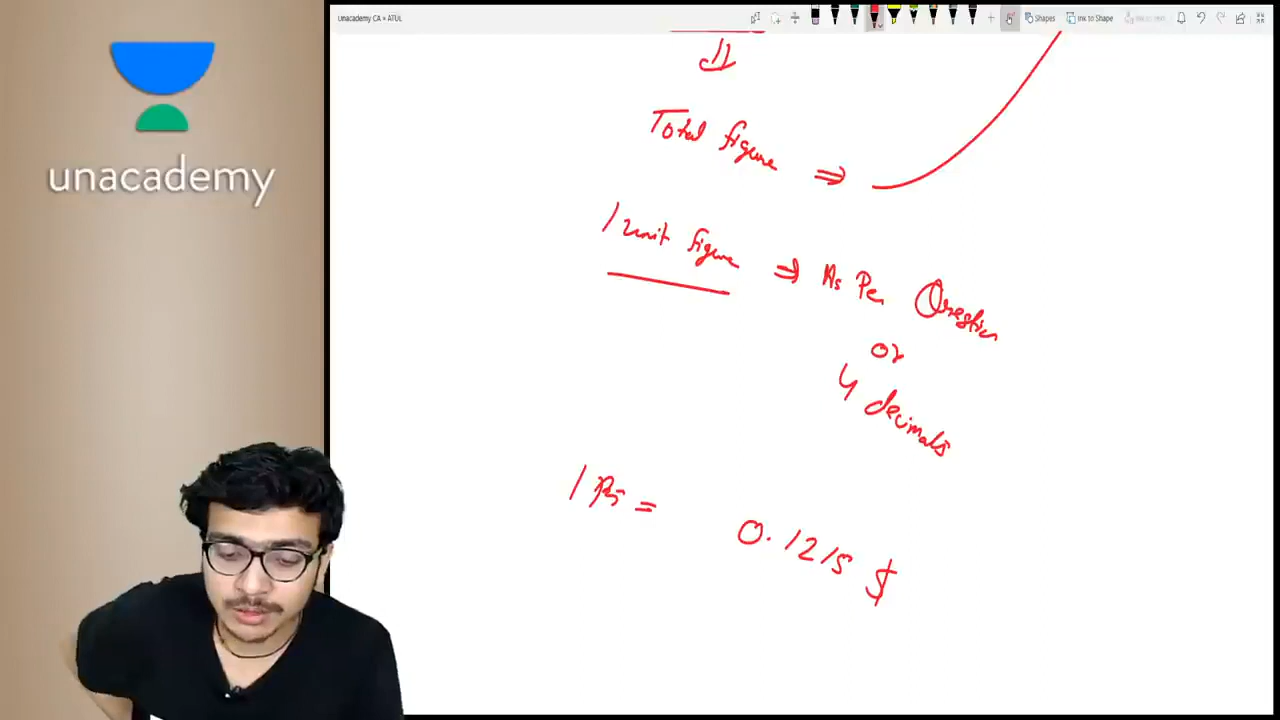 unacademy
Unacademy CA × ATUL
Shapes
Ink to Shape
Total figure ⇒
1 unit figure ⇒ As Per Question
or
4 decimals
1 Rs =
0.1215 $